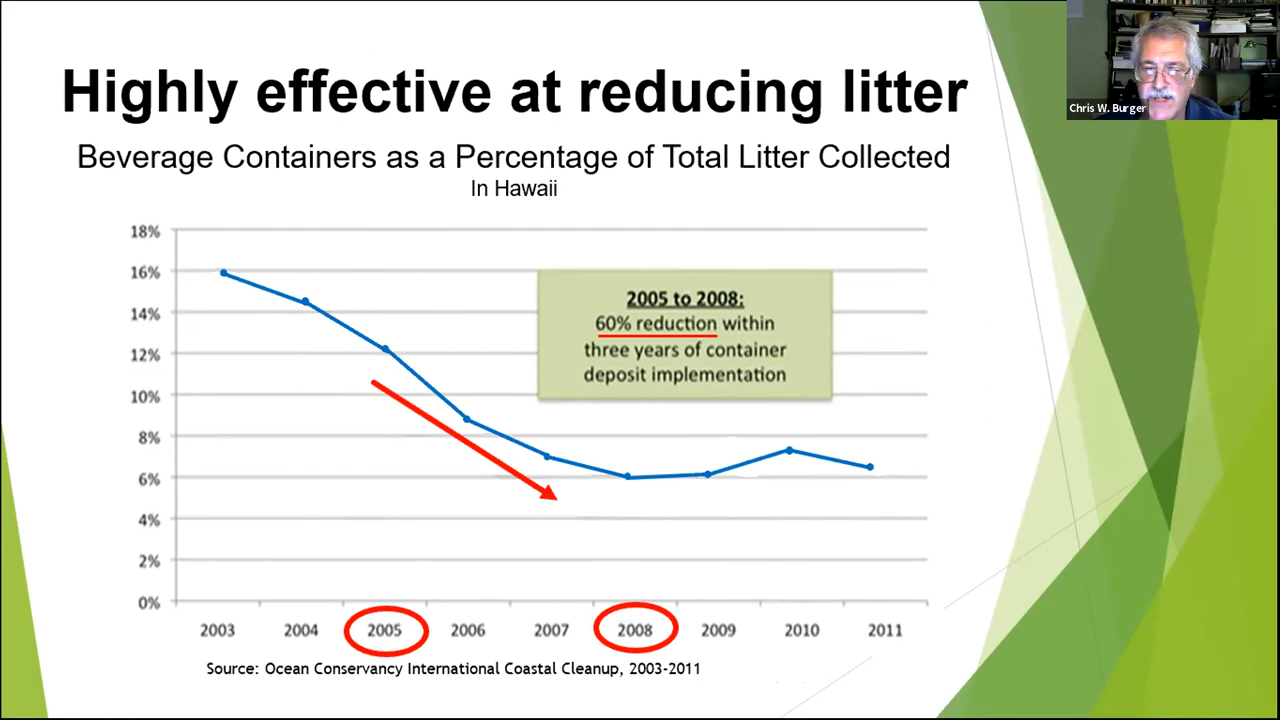 Highly effective at reducing litter
Chris W. Burger
Beverage Containers as a Percentage of Total Litter Collected
In Hawaii
18%
16%
14%
12%
10%
8%
6%
4%
2%
0%
2005 to 2008:
60% reduction within
three years of container
deposit implementation
2003 2004 2005 2006 2007 2008 2009 2010 2011
Source: Ocean Conservancy International Coastal Cleanup, 2003-2011